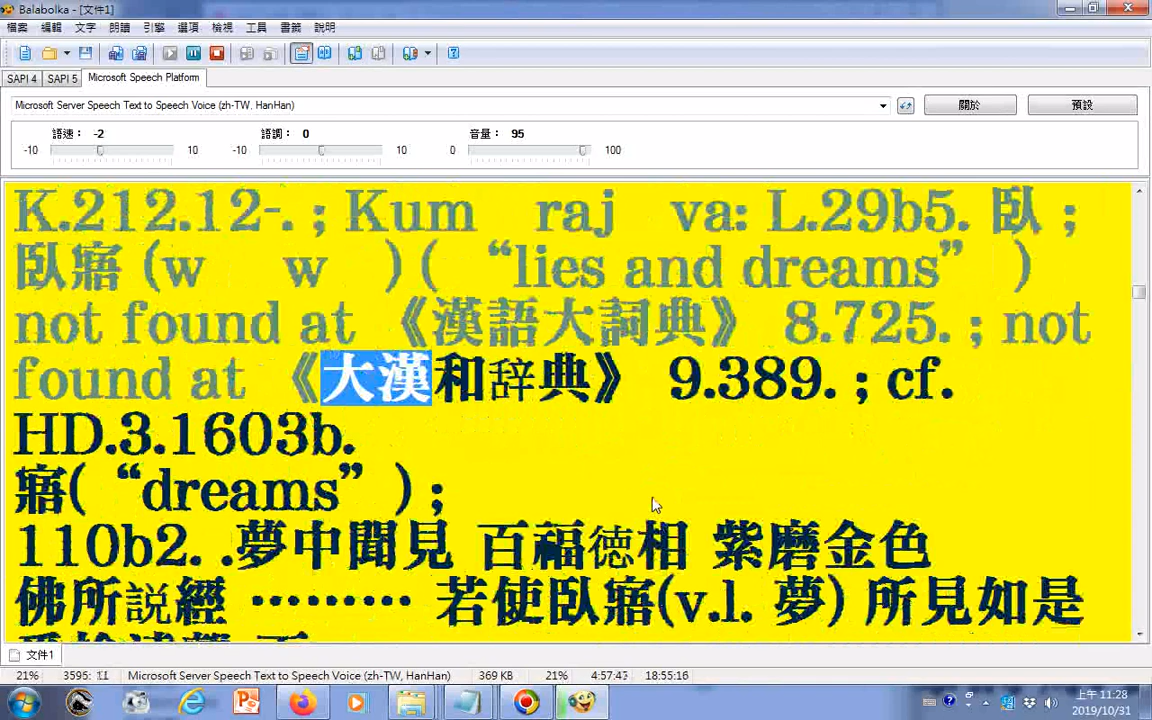 Balabolka - [文件1]
檔案 編輯 文字 朗讀 引擎 選項 檢視 工具 書籤 說明
SAPI 4 SAPI 5 Microsoft Speech Platform
Microsoft Server Speech Text to Speech Voice (zh-TW, HanHan) 關於 預設
語速: -2 語調: 0 音量: 95
-10 10 -10 10 0 100
K.212.12-. ; Kum raj va: L.29b5. 臥 ;
臥寤 (w w ) ( “lies and dreams” )
not found at 《漢語大詞典》 8.725. ; not
found at 《大漢和辞典》 9.389. ; cf.
HD.3.1603b.
寤( “dreams” ) ;
110b2. .夢中聞見 百福徳相 紫磨金色
佛所説經 ……… 若使臥寤(v.l. 夢) 所見如是
文件1
21% 3595: 11 Microsoft Server Speech Text to Speech Voice (zh-TW, HanHan) 369 KB 21% 4:57:43 18:55:16
上午 11:28
2019/10/31